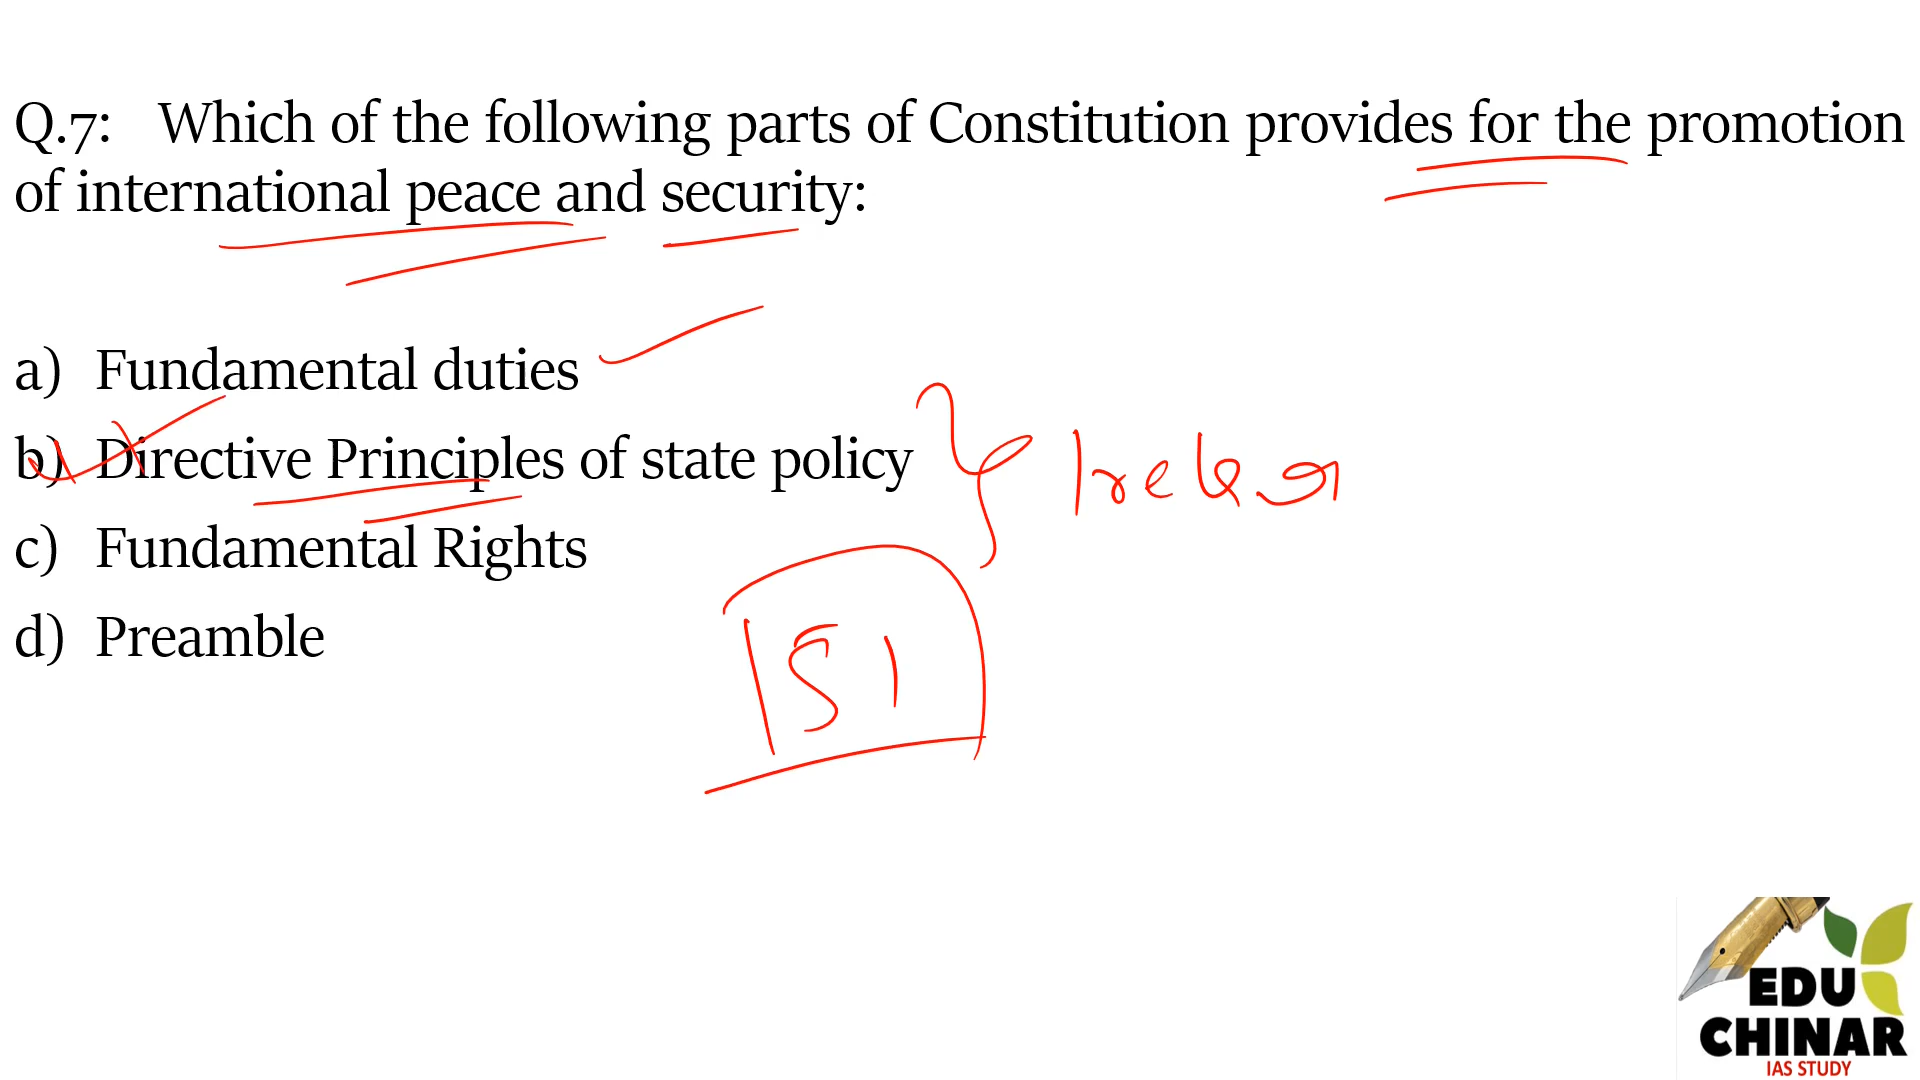 Q.7: Which of the following parts of Constitution provides for the promotion
of international peace and security:
a) Fundamental duties
b) Directive Principles of state policy
c) Fundamental Rights
d) Preamble
51
EDU
CHINAR
IAS STUDY